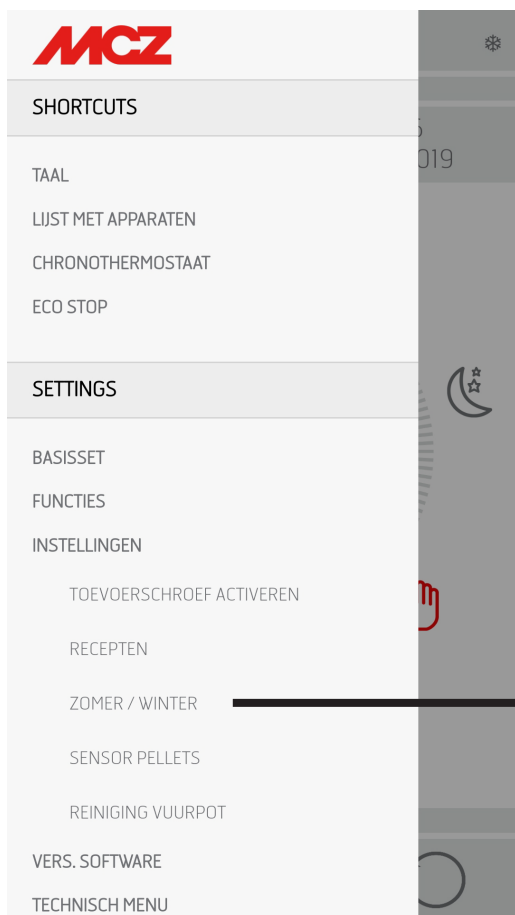 MCZ
SHORTCUTS
TAAL
LIJST MET APPARATEN
CHRONOTHERMOSTAAT
ECO STOP
SETTINGS
BASISSET
FUNCTIES
INSTELLINGEN
TOEVOERSCHROEF ACTIVEREN
RECEPTEN
ZOMER / WINTER
SENSOR PELLETS
REINIGING VUURPOT
VERS. SOFTWARE
TECHNISCH MENU